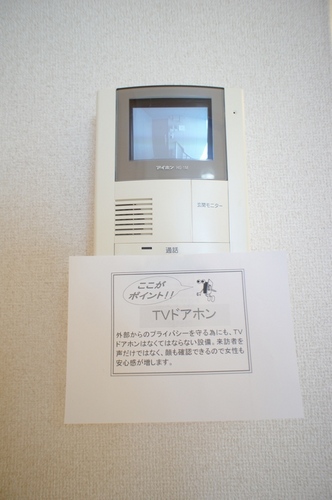 アイホン
玄関モニター
通話
ここが
ポイント!!
TVドアホン
外部からのプライバシーを守る為にも、TV
ドアホンはなくてはならない設備。来訪者を
声だけではなく、顔も確認できるので女性も
安心感が増します。